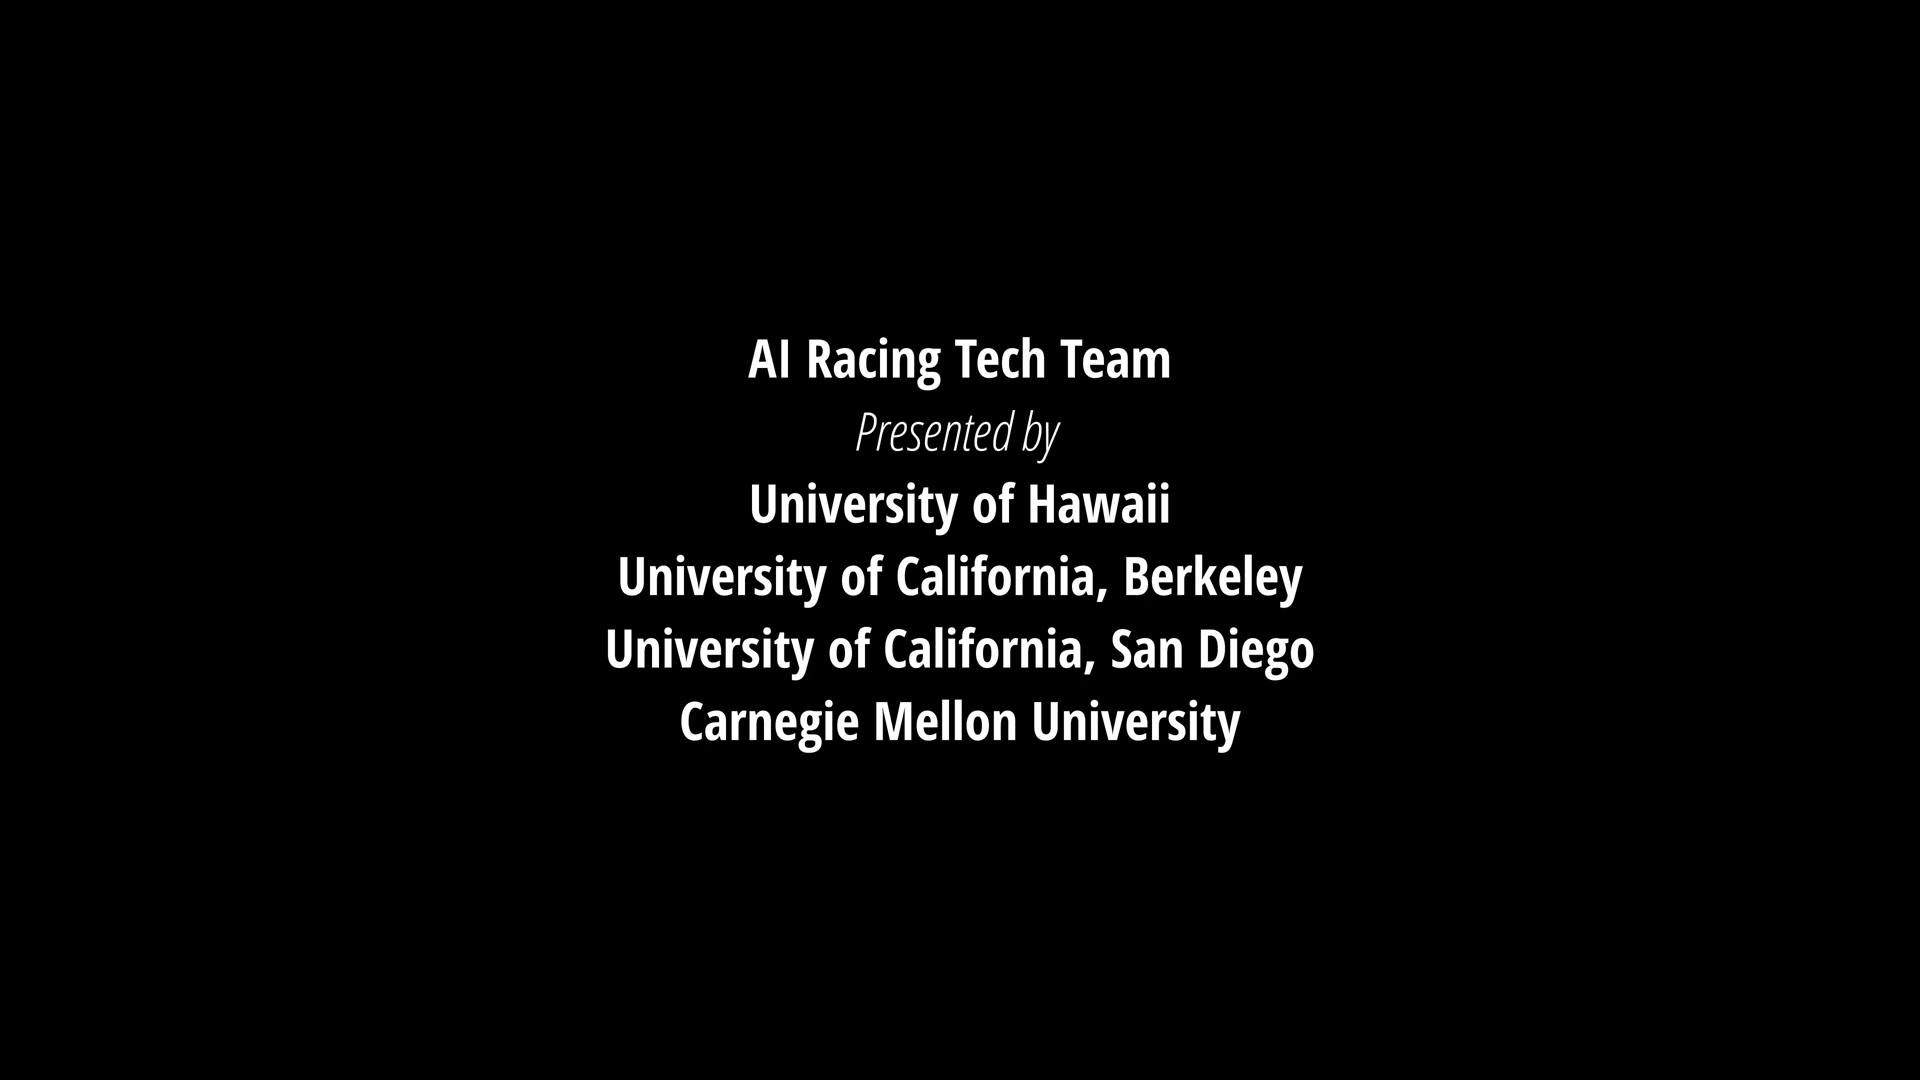 AI Racing Tech Team
Presented by
University of Hawaii
University of California, Berkeley
University of California, San Diego
Carnegie Mellon University